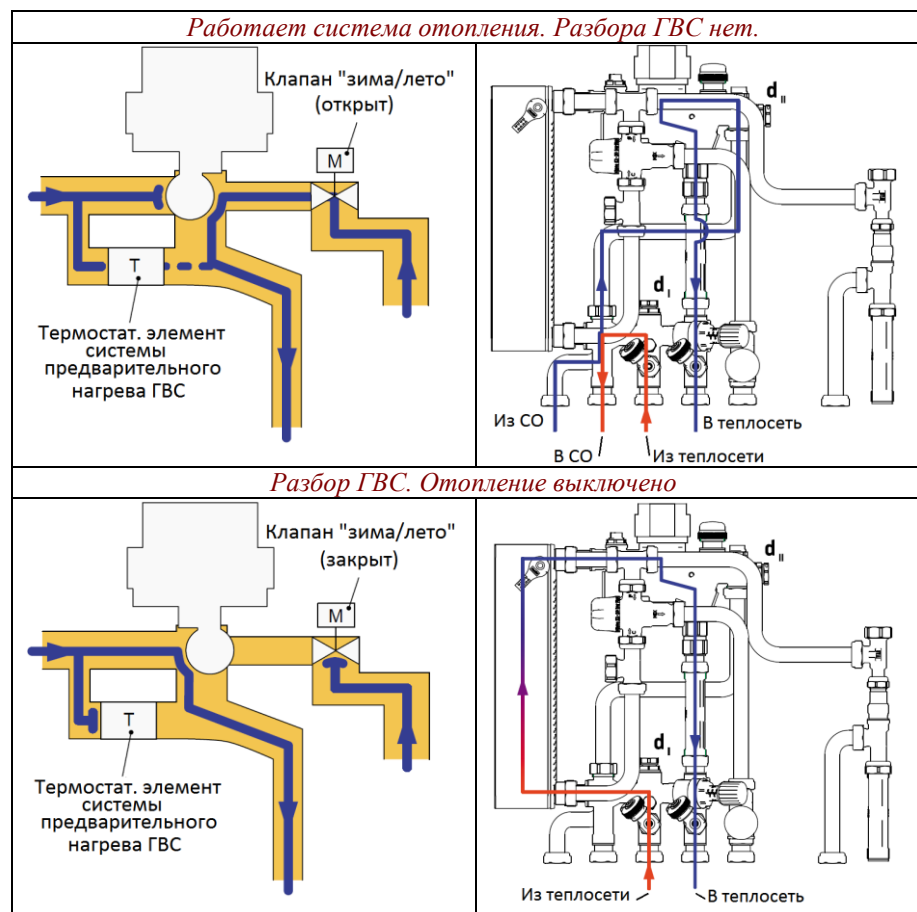 Работает система отопления. Разбора ГВС нет.
Клапан "зима/лето"
(открыт)
М
Т
Термостат. элемент
системы
предварительного
нагрева ГВС
d II
d I
Из СО
В теплосеть
В СО
Из теплосети
Разбор ГВС. Отопление выключено
Клапан "зима/лето"
(закрыт)
М
Т
Термостат. элемент
системы
предварительного
нагрева ГВС
d II
d I
Из теплосети
В теплосеть